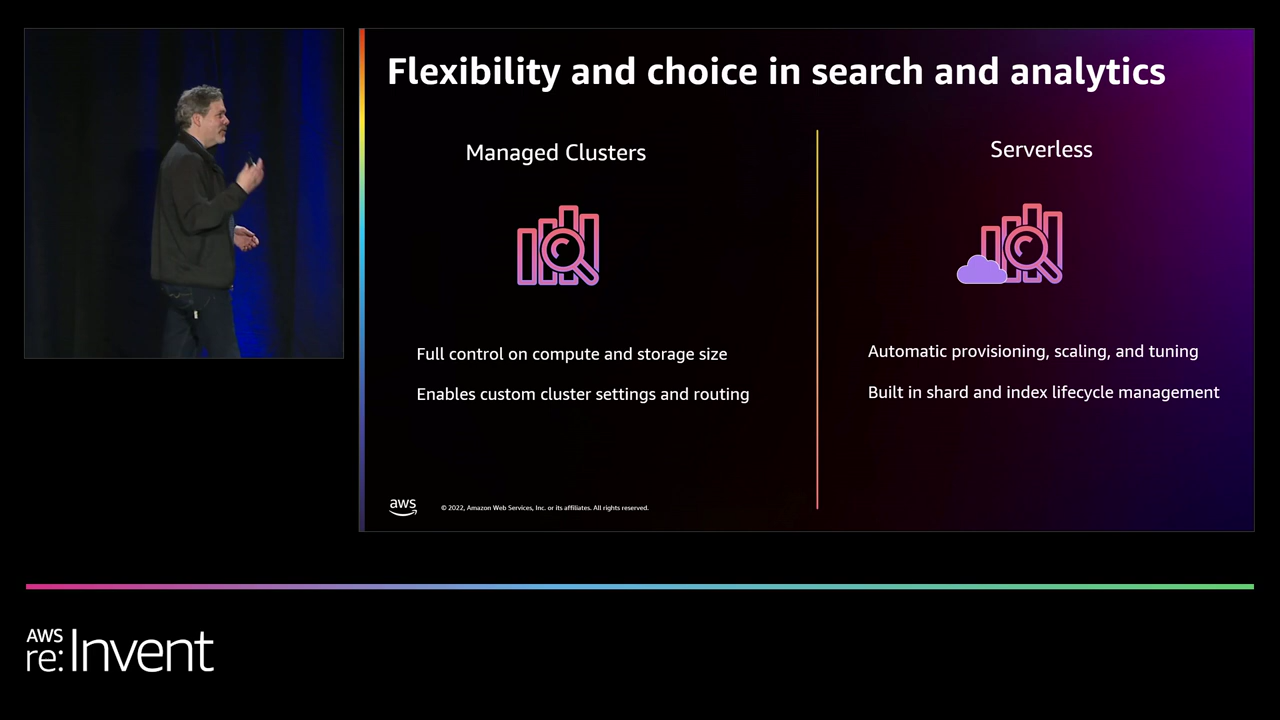 Flexibility and choice in search and analytics
Managed Clusters
Serverless
Full control on compute and storage size
Enables custom cluster settings and routing
Automatic provisioning, scaling, and tuning
Built in shard and index lifecycle management
aws
© 2022, Amazon Web Services, Inc. or its affiliates. All rights reserved.
AWS
re:Invent